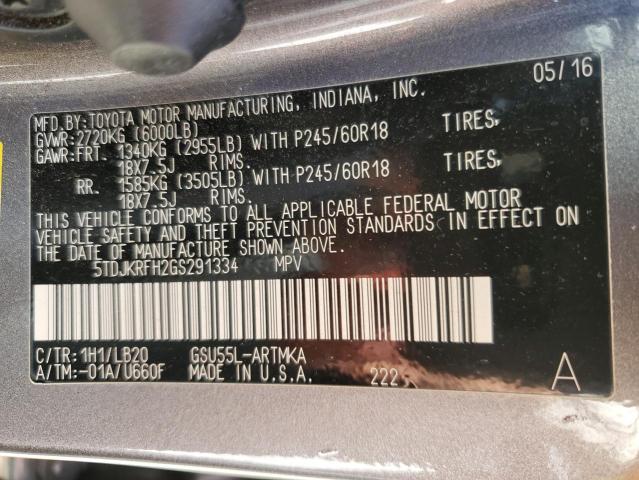 05/16
MFD.BY:TOYOTA MOTOR MANUFACTURING, INDIANA, INC.
GVWR:2720KG (6000LB)
GAWR:FRT. 1340KG (2955LB) WITH P245/60R18 TIRES,
18X7.5J RIMS.
RR. 1585KG (3505LB) WITH P245/60R18 TIRES,
18X7.5J RIMS.
THIS VEHICLE CONFORMS TO ALL APPLICABLE FEDERAL MOTOR
VEHICLE SAFETY AND THEFT PREVENTION STANDARDS IN EFFECT ON
THE DATE OF MANUFACTURE SHOWN ABOVE.
5TDJKRFH2GS291334 MPV
C/TR:1H1/LB20 GSU55L-ARTMKA
A/TM:-01A/U660F MADE IN U.S.A. 222 A